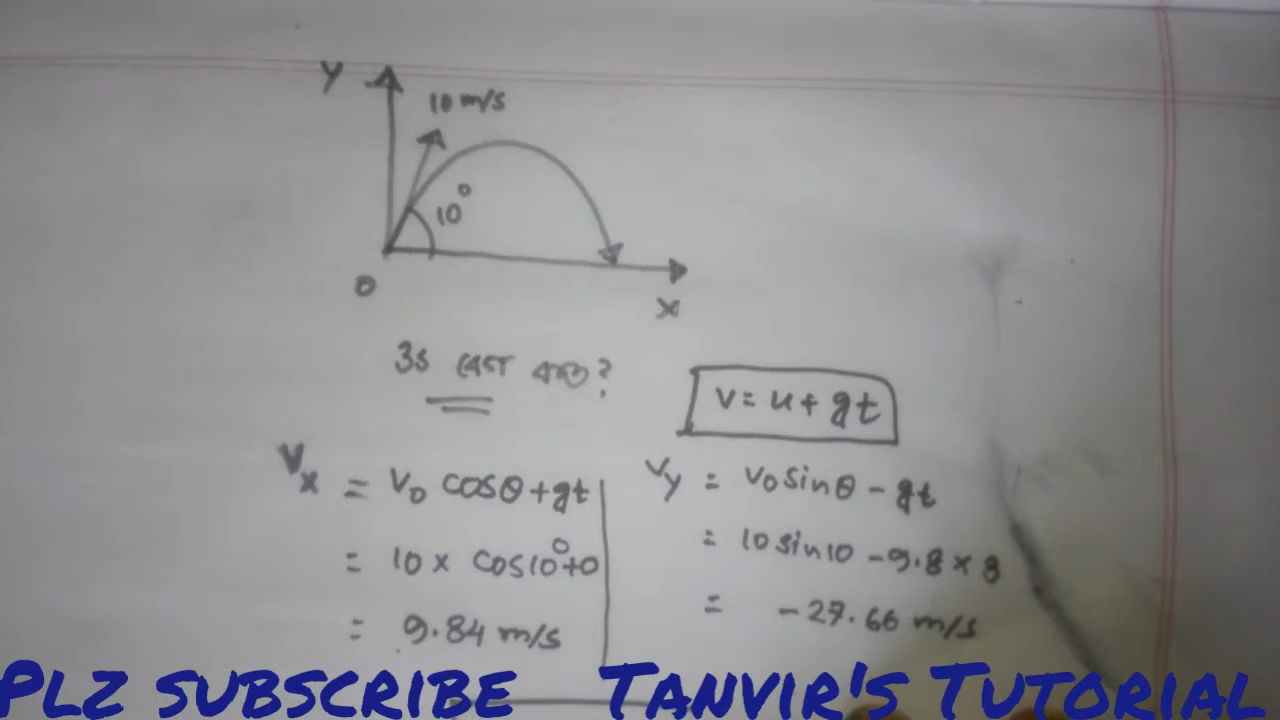 Y
10 m/s
10°
O
X
3s
v = u + gt
Vx = V0 cosθ + gt
= 10 x cos10° + 0
= 9.84 m/s
Vy = V0 sinθ - gt
= 10 sin10 - 9.8 x 3
= -27.66 m/s
PLZ SUBSCRIBE TANVIR'S TUTORIAL